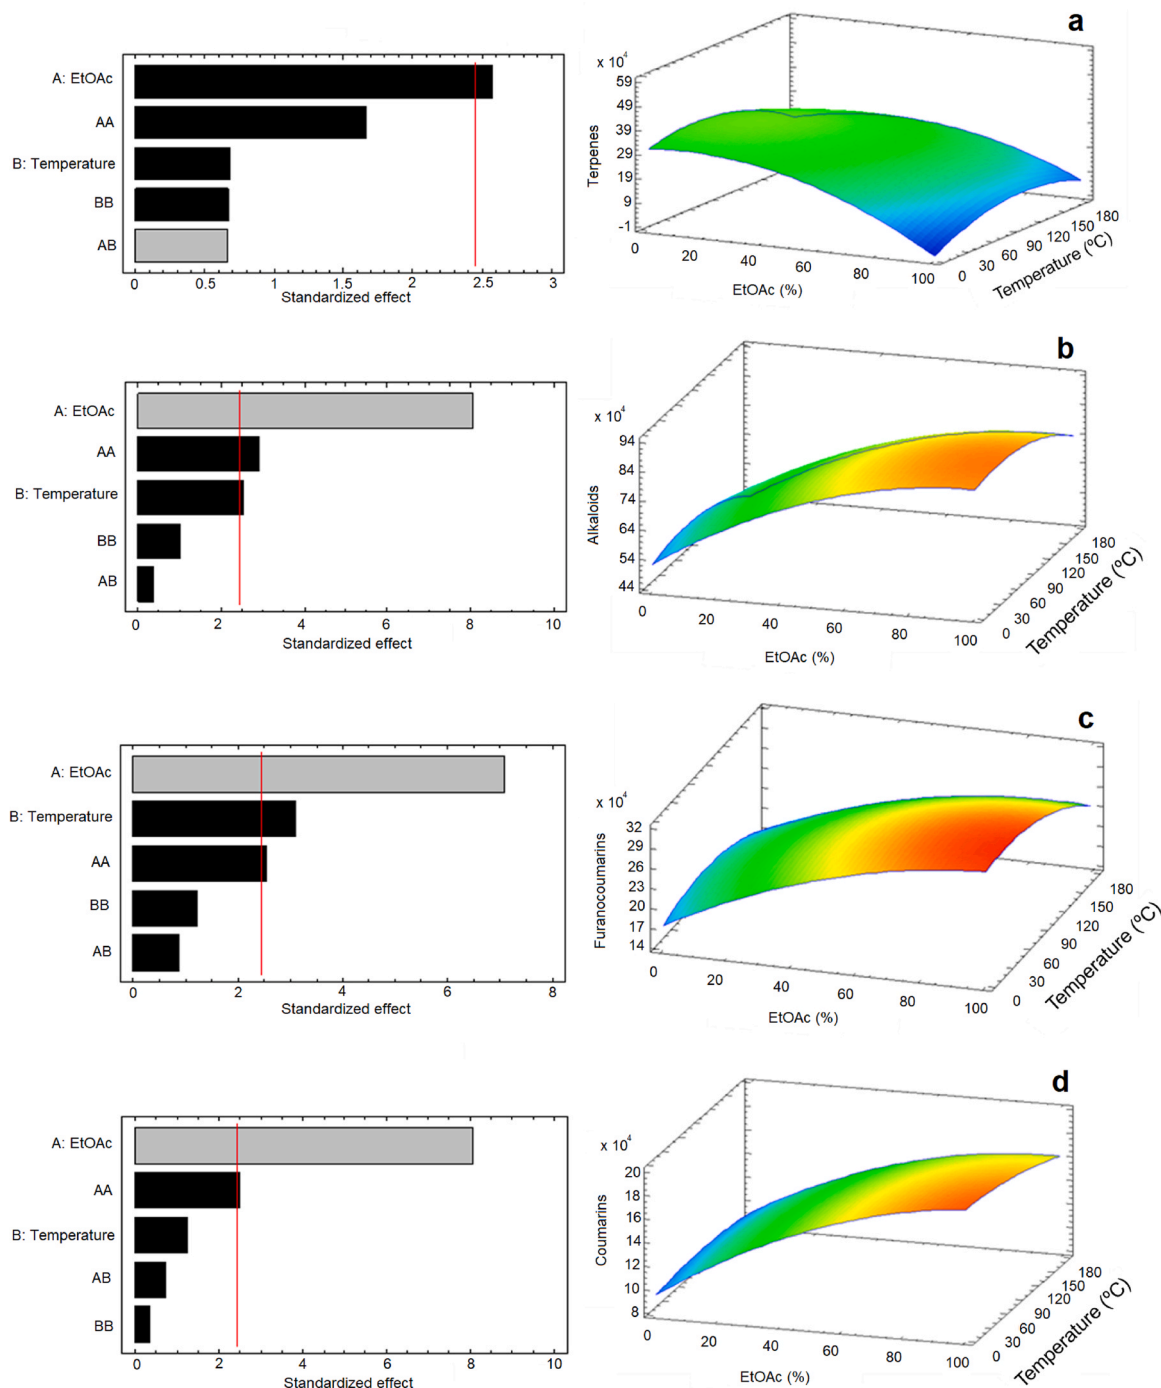 a
A: EtOAc
AA
B: Temperature
BB
AB
0 0.5 1 1.5 2 2.5 3
Standardized effect
x 10⁴
59
49
39
29
19
9
-1
Terpenes
0 20 40 60 80 100
EtOAc (%)
0 30 60 90 120 150 180
Temperature (ºC)
b
A: EtOAc
AA
B: Temperature
BB
AB
0 2 4 6 8 10
Standardized effect
x 10⁴
94
84
74
64
54
44
Alkaloids
0 20 40 60 80 100
EtOAc (%)
0 30 60 90 120 150 180
Temperature (ºC)
c
A: EtOAc
B: Temperature
AA
BB
AB
0 2 4 6 8
Standardized effect
x 10⁴
32
29
26
23
20
17
14
Furanocoumarins
0 20 40 60 80 100
EtOAc (%)
0 30 60 90 120 150 180
Temperature (ºC)
d
A: EtOAc
AA
B: Temperature
AB
BB
0 2 4 6 8 10
Standardized effect
x 10⁴
20
18
16
14
12
10
8
Coumarins
0 20 40 60 80 100
EtOAc (%)
0 30 60 90 120 150 180
Temperature (ºC)